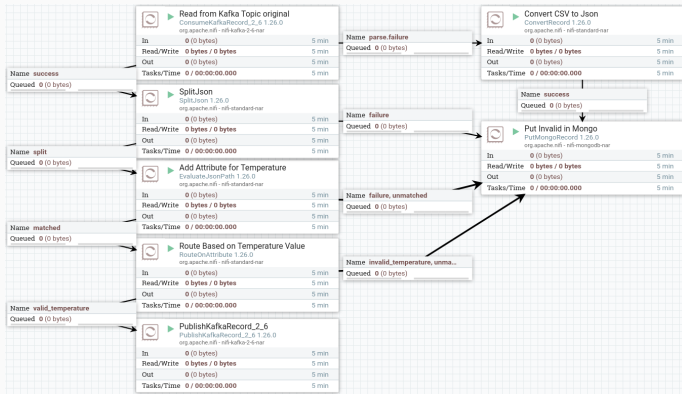 Read from Kafka Topic original
ConsumeKafkaRecord_2_6 1.26.0
org.apache.nifi - nifi-kafka-2-6-nar
In 0 (0 bytes) 5 min
Read/Write 0 bytes / 0 bytes 5 min
Out 0 (0 bytes) 5 min
Tasks/Time 0 / 00:00:00.000 5 min
Name parse.failure
Queued 0 (0 bytes)
Convert CSV to Json
ConvertRecord 1.26.0
org.apache.nifi - nifi-standard-nar
In 0 (0 bytes) 5 min
Read/Write 0 bytes / 0 bytes 5 min
Out 0 (0 bytes) 5 min
Tasks/Time 0 / 00:00:00.000 5 min
Name success
Queued 0 (0 bytes)
Name success
Queued 0 (0 bytes)
SplitJson
SplitJson 1.26.0
org.apache.nifi - nifi-standard-nar
In 0 (0 bytes) 5 min
Read/Write 0 bytes / 0 bytes 5 min
Out 0 (0 bytes) 5 min
Tasks/Time 0 / 00:00:00.000 5 min
Name failure
Queued 0 (0 bytes)
Put Invalid in Mongo
PutMongoRecord 1.26.0
org.apache.nifi - nifi-mongodb-nar
In 0 (0 bytes) 5 min
Read/Write 0 bytes / 0 bytes 5 min
Out 0 (0 bytes) 5 min
Tasks/Time 0 / 00:00:00.000 5 min
Name split
Queued 0 (0 bytes)
Add Attribute for Temperature
EvaluateJsonPath 1.26.0
org.apache.nifi - nifi-standard-nar
In 0 (0 bytes) 5 min
Read/Write 0 bytes / 0 bytes 5 min
Out 0 (0 bytes) 5 min
Tasks/Time 0 / 00:00:00.000 5 min
Name failure, unmatched
Queued 0 (0 bytes)
Name matched
Queued 0 (0 bytes)
Route Based on Temperature Value
RouteOnAttribute 1.26.0
org.apache.nifi - nifi-standard-nar
In 0 (0 bytes) 5 min
Read/Write 0 bytes / 0 bytes 5 min
Out 0 (0 bytes) 5 min
Tasks/Time 0 / 00:00:00.000 5 min
Name invalid_temperature, unma...
Queued 0 (0 bytes)
Name valid_temperature
Queued 0 (0 bytes)
PublishKafkaRecord_2_6
PublishKafkaRecord_2_6 1.26.0
org.apache.nifi - nifi-kafka-2-6-nar
In 0 (0 bytes) 5 min
Read/Write 0 bytes / 0 bytes 5 min
Out 0 (0 bytes) 5 min
Tasks/Time 0 / 00:00:00.000 5 min